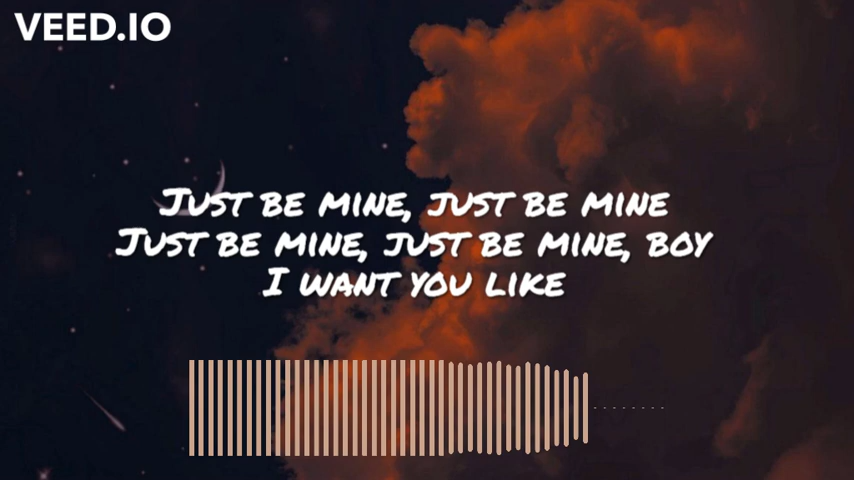 VEED.IO
JUST BE MINE, JUST BE MINE
JUST BE MINE, JUST BE MINE, BOY
I WANT YOU LIKE